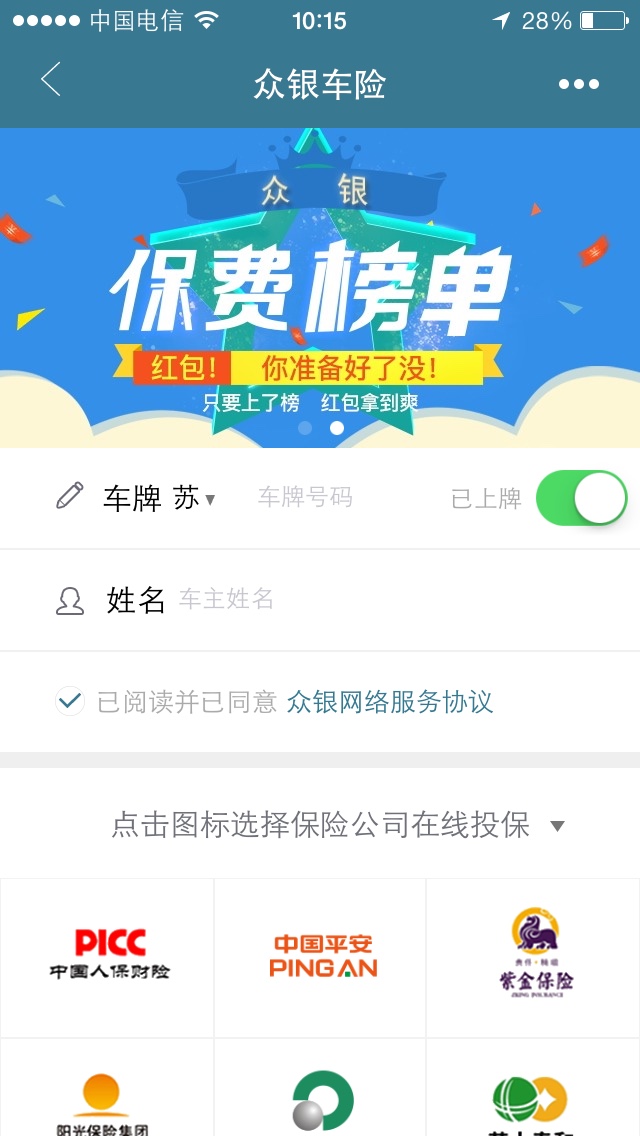 中国电信 10:15 28%
众银车险
众 银
保费榜单
红包! 你准备好了没!
只要上了榜 红包拿到爽
车牌 苏 车牌号码 已上牌
姓名 车主姓名
已阅读并已同意 众银网络服务协议
点击图标选择保险公司在线投保
PICC
中国人保财险
中国平安
PING AN
紫金保险
ZKING INSURANCE
阳光保险集团